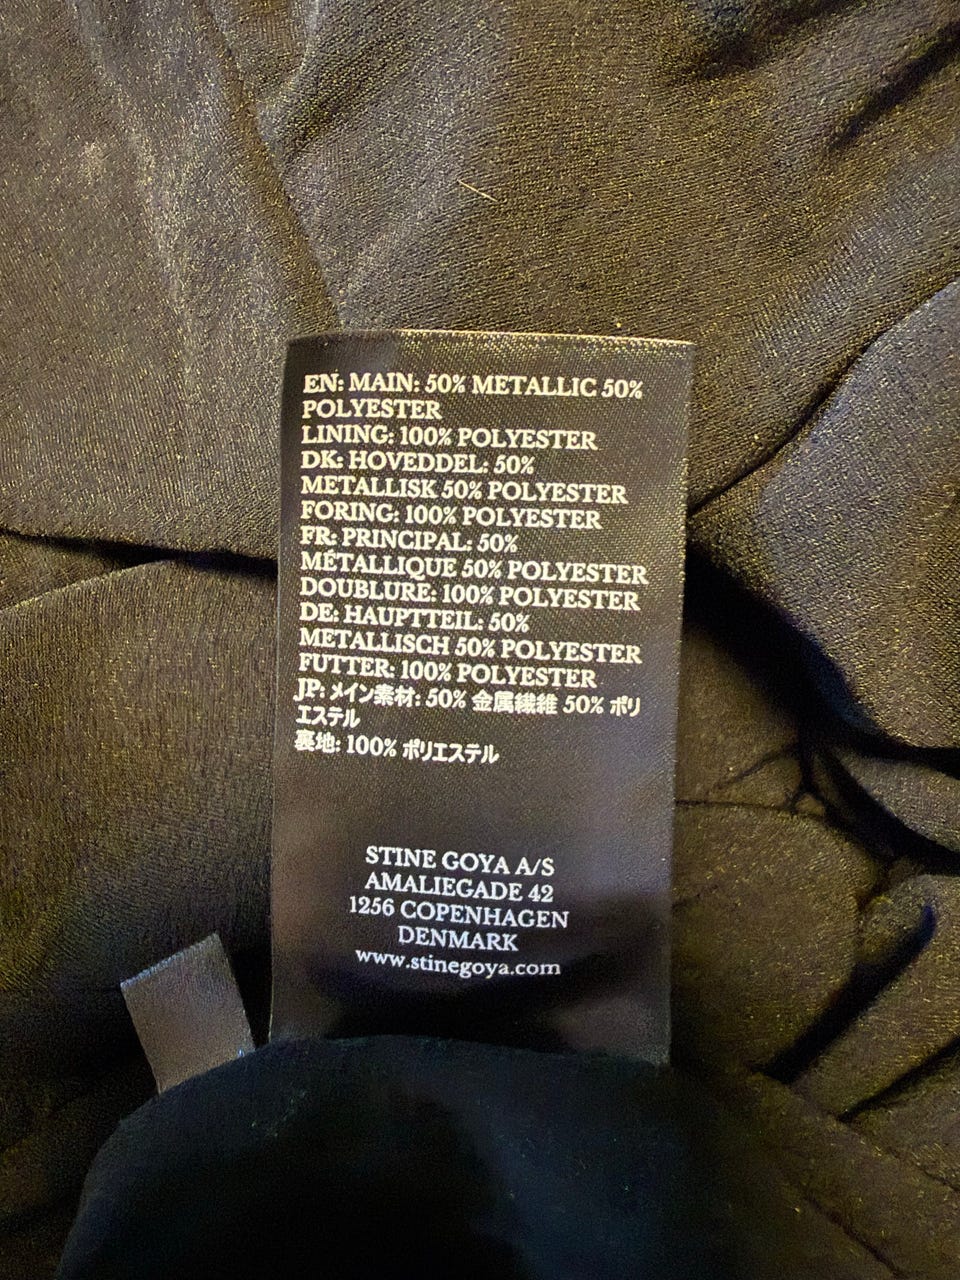 EN: MAIN: 50% METALLIC 50%
POLYESTER
LINING: 100% POLYESTER
DK: HOVEDDEL: 50%
METALLISK 50% POLYESTER
FORING: 100% POLYESTER
FR: PRINCIPAL: 50%
MÉTALLIQUE 50% POLYESTER
DOUBLURE: 100% POLYESTER
DE: HAUPTTEIL: 50%
METALLISCH 50% POLYESTER
FUTTER: 100% POLYESTER
JP: メイン素材: 50% 金属繊維 50% ポリ
エステル
裏地: 100% ポリエステル
STINE GOYA A/S
AMALIEGADE 42
1256 COPENHAGEN
DENMARK
www.stinegoya.com